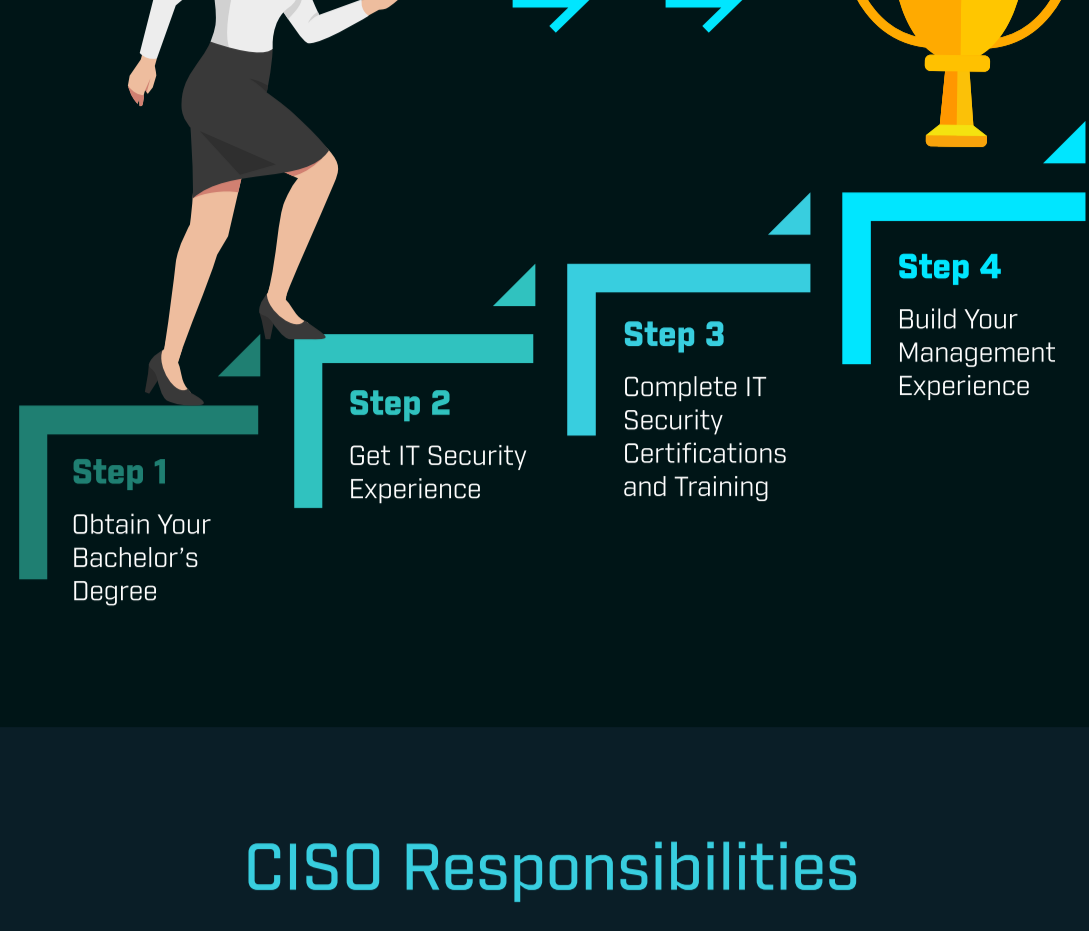 Step 1
Obtain Your
Bachelor’s
Degree
Step 2
Get IT Security
Experience
Step 3
Complete IT
Security
Certifications
and Training
Step 4
Build Your
Management
Experience
CISO Responsibilities